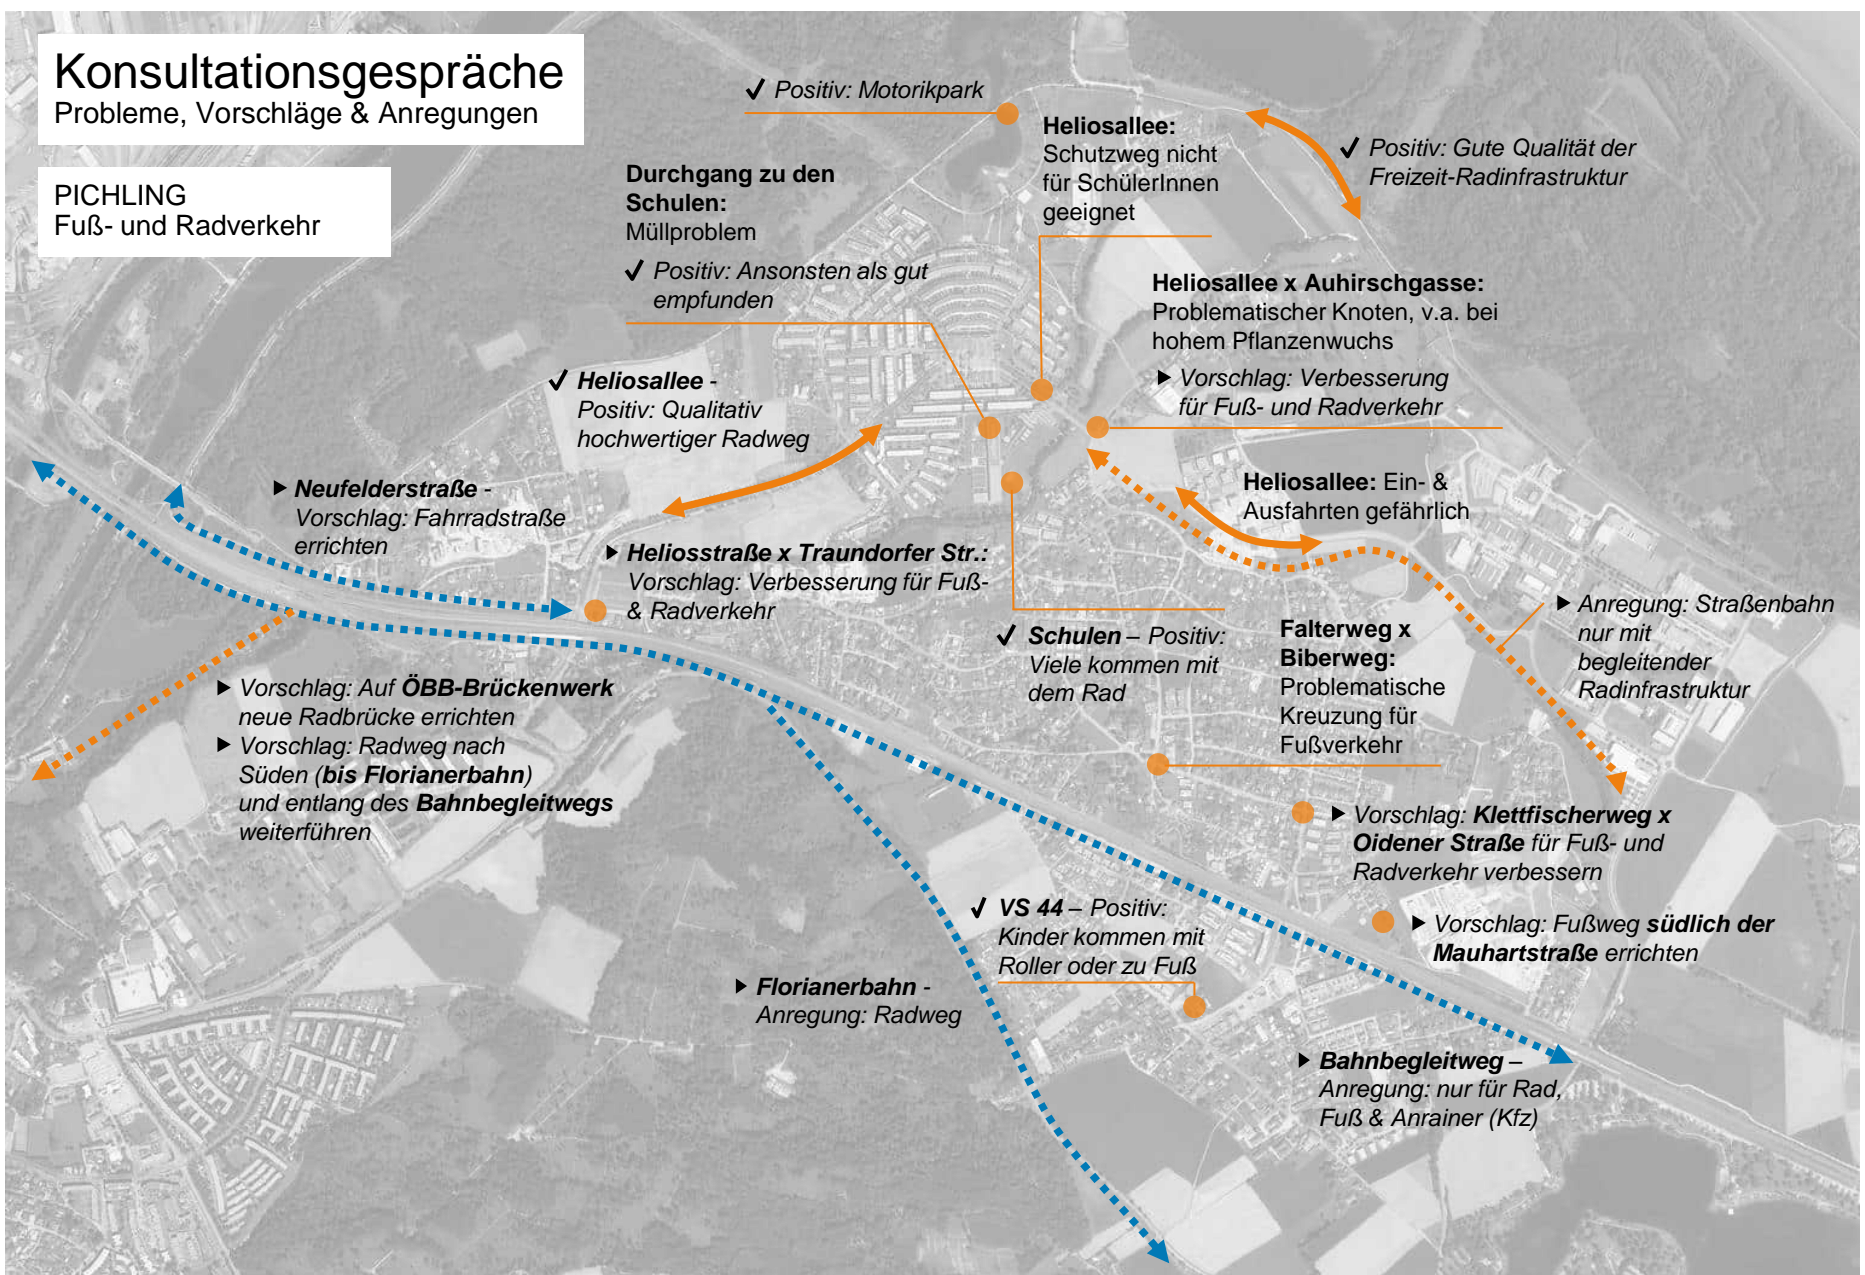 Konsultationsgespräche
Probleme, Vorschläge & Anregungen
PICHLING
Fuß- und Radverkehr
✓ Positiv: Motorikpark
Heliosallee:
Schutzweg nicht
für SchülerInnen
geeignet
✓ Positiv: Gute Qualität der
Freizeit-Radinfrastruktur
Durchgang zu den
Schulen:
Müllproblem
✓ Positiv: Ansonsten als gut
empfunden
Heliosallee x Auhirschgasse:
Problematischer Knoten, v.a. bei
hohem Pflanzenwuchs
▶ Vorschlag: Verbesserung
für Fuß- und Radverkehr
✓ Heliosallee -
Positiv: Qualitativ
hochwertiger Radweg
▶ Neufelderstraße -
Vorschlag: Fahrradstraße
errichten
Heliosallee: Ein- &
Ausfahrten gefährlich
▶ Heliosstraße x Traundorfer Str.:
Vorschlag: Verbesserung für Fuß-
& Radverkehr
▶ Anregung: Straßenbahn
nur mit
begleitender
Radinfrastruktur
✓ Schulen – Positiv:
Viele kommen mit
dem Rad
Falterweg x
Biberweg:
Problematische
Kreuzung für
Fußverkehr
▶ Vorschlag: Auf ÖBB-Brückenwerk
neue Radbrücke errichten
▶ Vorschlag: Radweg nach
Süden (bis Florianerbahn)
und entlang des Bahnbegleitwegs
weiterführen
▶ Vorschlag: Klettfischerweg x
Oidener Straße für Fuß- und
Radverkehr verbessern
✓ VS 44 – Positiv:
Kinder kommen mit
Roller oder zu Fuß
▶ Vorschlag: Fußweg südlich der
Mauhartstraße errichten
▶ Florianerbahn -
Anregung: Radweg
▶ Bahnbegleitweg –
Anregung: nur für Rad,
Fuß & Anrainer (Kfz)